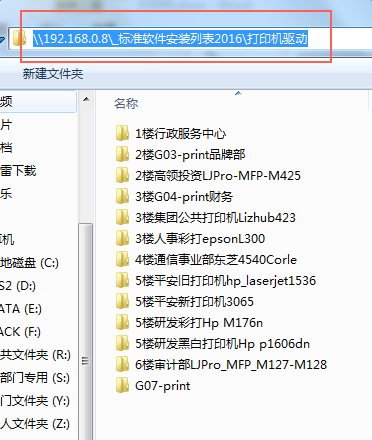 \\192.168.0.8\_标准软件安装列表2016\打印机驱动
新建文件夹
频
片
档
雷下载
乐
机
地磁盘 (C:)
S2 (D:)
ATA (E:)
ACK (F:)
共文件夹 (R:)
部门专用 (S:)
门文件夹 (Y:)
人文件夹 (Z:)
名称
1楼行政服务中心
2楼G03-print品牌部
2楼高领投资LJPro-MFP-M425
3楼G04-print财务
3楼集团公共打印机Lizhub423
3楼人事彩打epsonL300
4楼通信事业部东芝4540Corle
5楼平安旧打印机hp_laserjet1536
5楼平安新打印机3065
5楼研发彩打Hp M176n
5楼研发黑白打印机Hp p1606dn
6楼审计部LJPro_MFP_M127-M128
G07-print